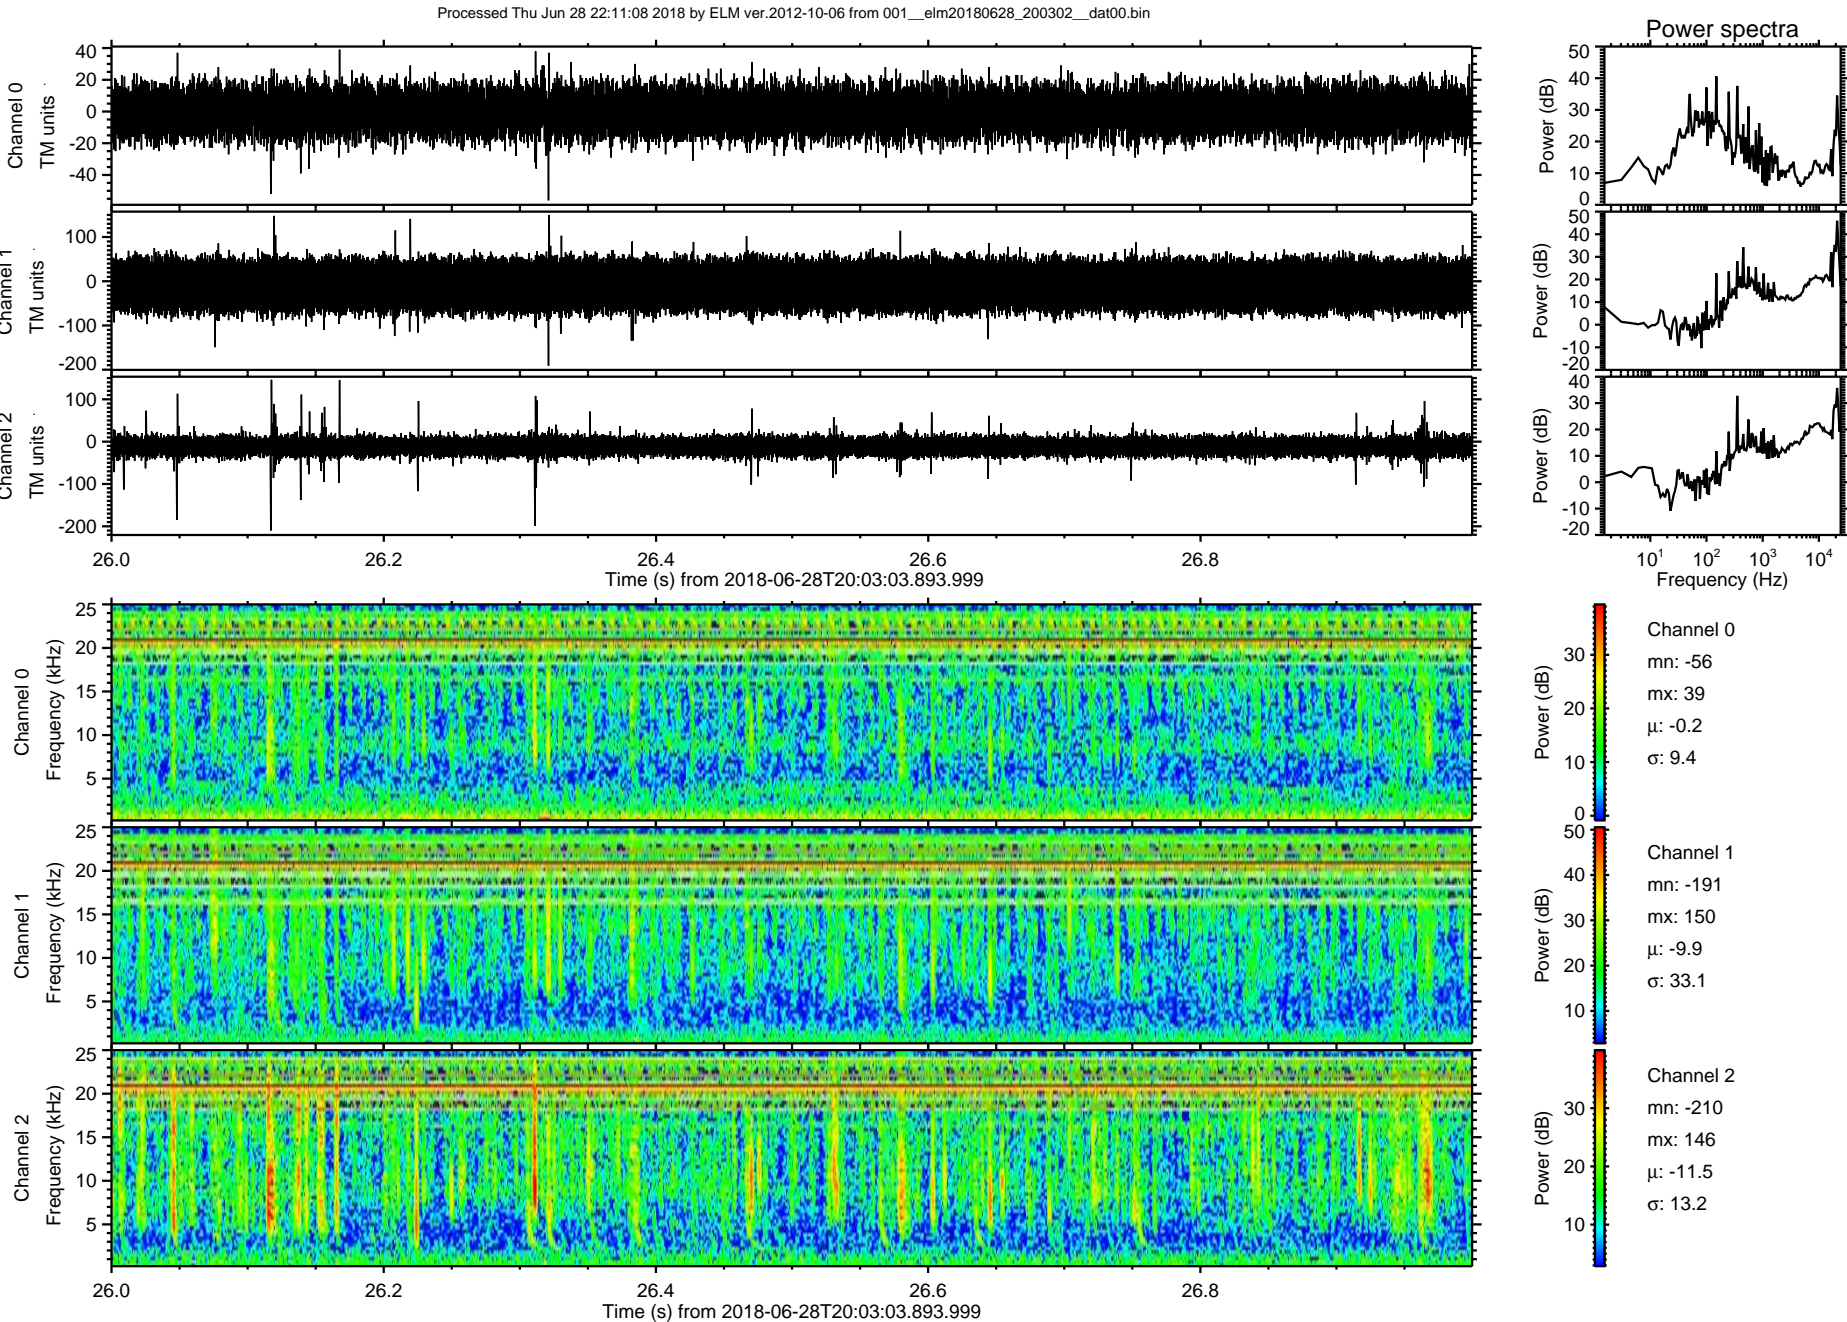 Processed Thu Jun 28 22:11:08 2018 by ELM ver.2012-10-06 from 001__elm20180628_200302__dat00.bin
Power spectra
Channel 0
TM units
40
20
0
-20
-40
Power (dB)
50
40
30
20
10
0
Channel 1
TM units
100
0
-100
-200
Power (dB)
50
40
30
20
10
0
-10
-20
Channel 2
TM units
100
0
-100
-200
Power (dB)
40
30
20
10
0
-10
-20
26.0 26.2 26.4 26.6 26.8
Time (s) from 2018-06-28T20:03:03.893.999
10^1 10^2 10^3 10^4
Frequency (Hz)
Channel 0
Frequency (kHz)
25
20
15
10
5
Power (dB)
30
20
10
0
Channel 0
mn: -56
mx: 39
μ: -0.2
σ: 9.4
Channel 1
Frequency (kHz)
25
20
15
10
5
Power (dB)
50
40
30
20
10
Channel 1
mn: -191
mx: 150
μ: -9.9
σ: 33.1
Channel 2
Frequency (kHz)
25
20
15
10
5
Power (dB)
30
20
10
Channel 2
mn: -210
mx: 146
μ: -11.5
σ: 13.2
26.0 26.2 26.4 26.6 26.8
Time (s) from 2018-06-28T20:03:03.893.999